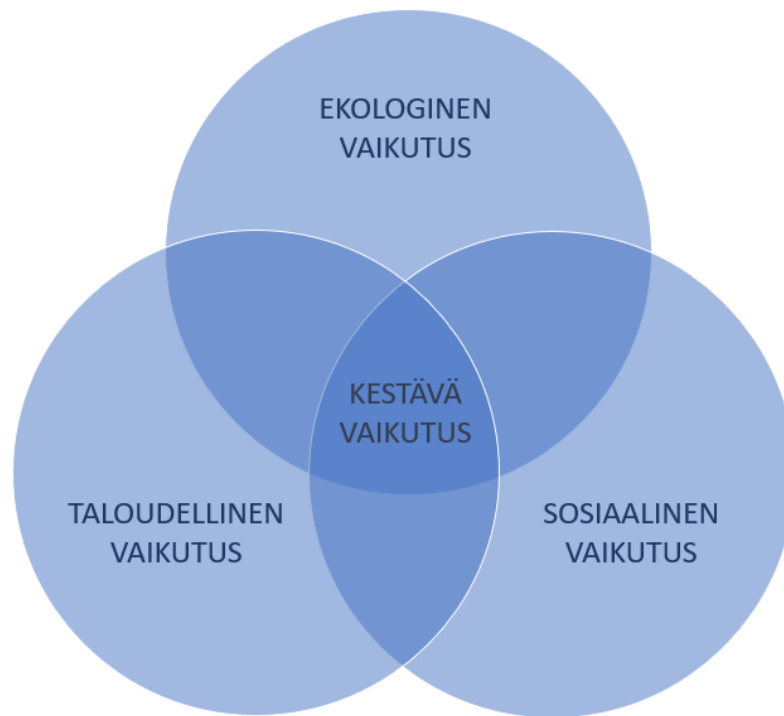 EKOLOGINEN
VAIKUTUS
KESTÄVÄ
VAIKUTUS
TALOUDELLINEN
VAIKUTUS
SOSIAALINEN
VAIKUTUS